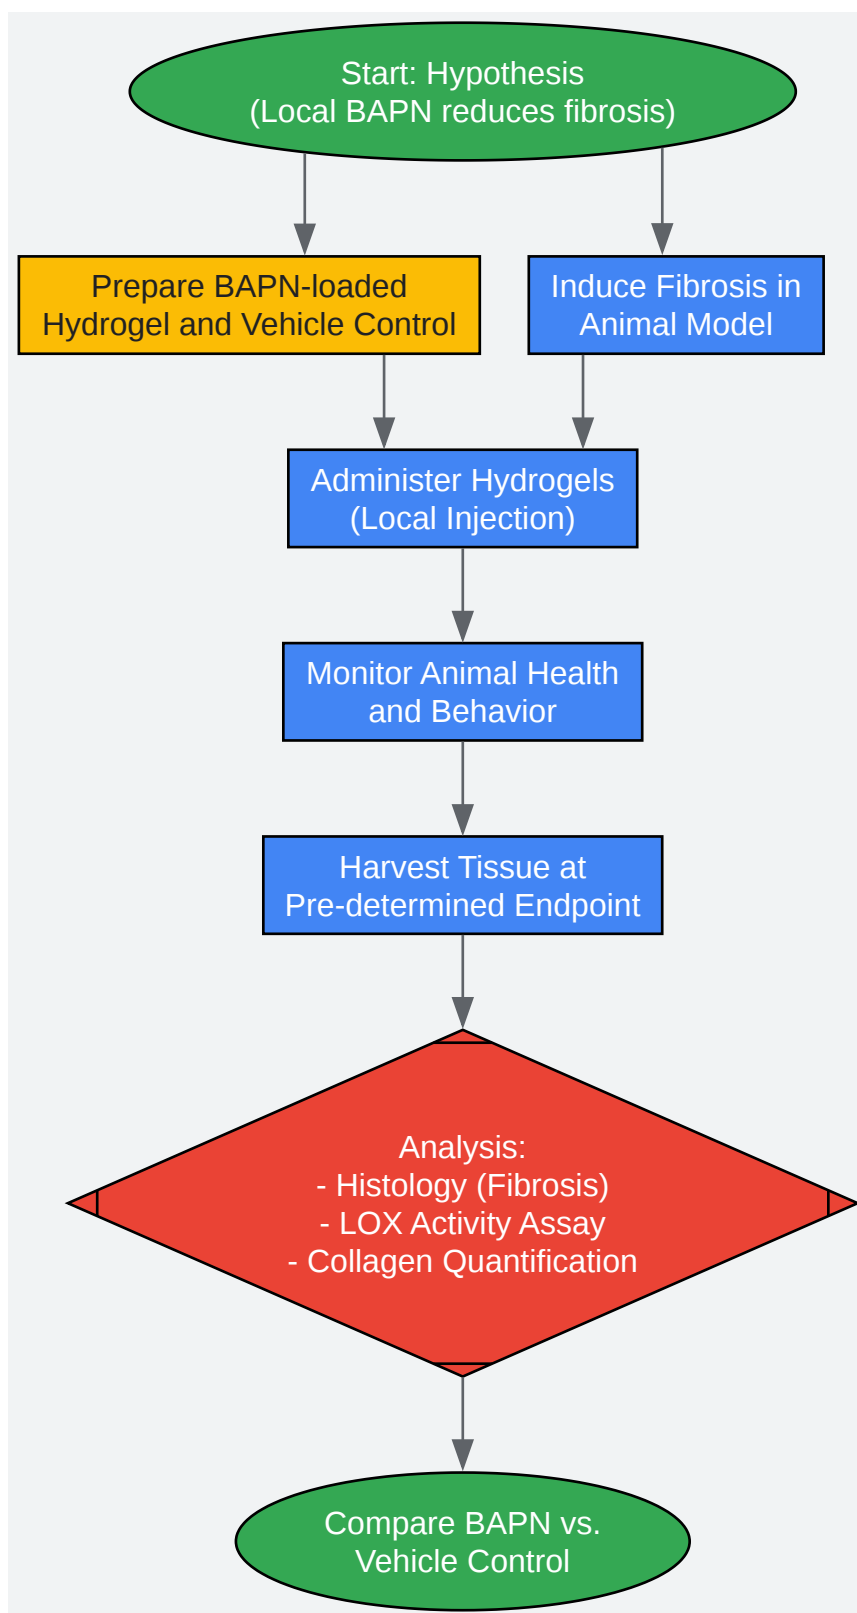 Start: Hypothesis
(Local BAPN reduces fibrosis)
Prepare BAPN-loaded
Hydrogel and Vehicle Control
Induce Fibrosis in
Animal Model
Administer Hydrogels
(Local Injection)
Monitor Animal Health
and Behavior
Harvest Tissue at
Pre-determined Endpoint
Analysis:
- Histology (Fibrosis)
- LOX Activity Assay
- Collagen Quantification
Compare BAPN vs.
Vehicle Control